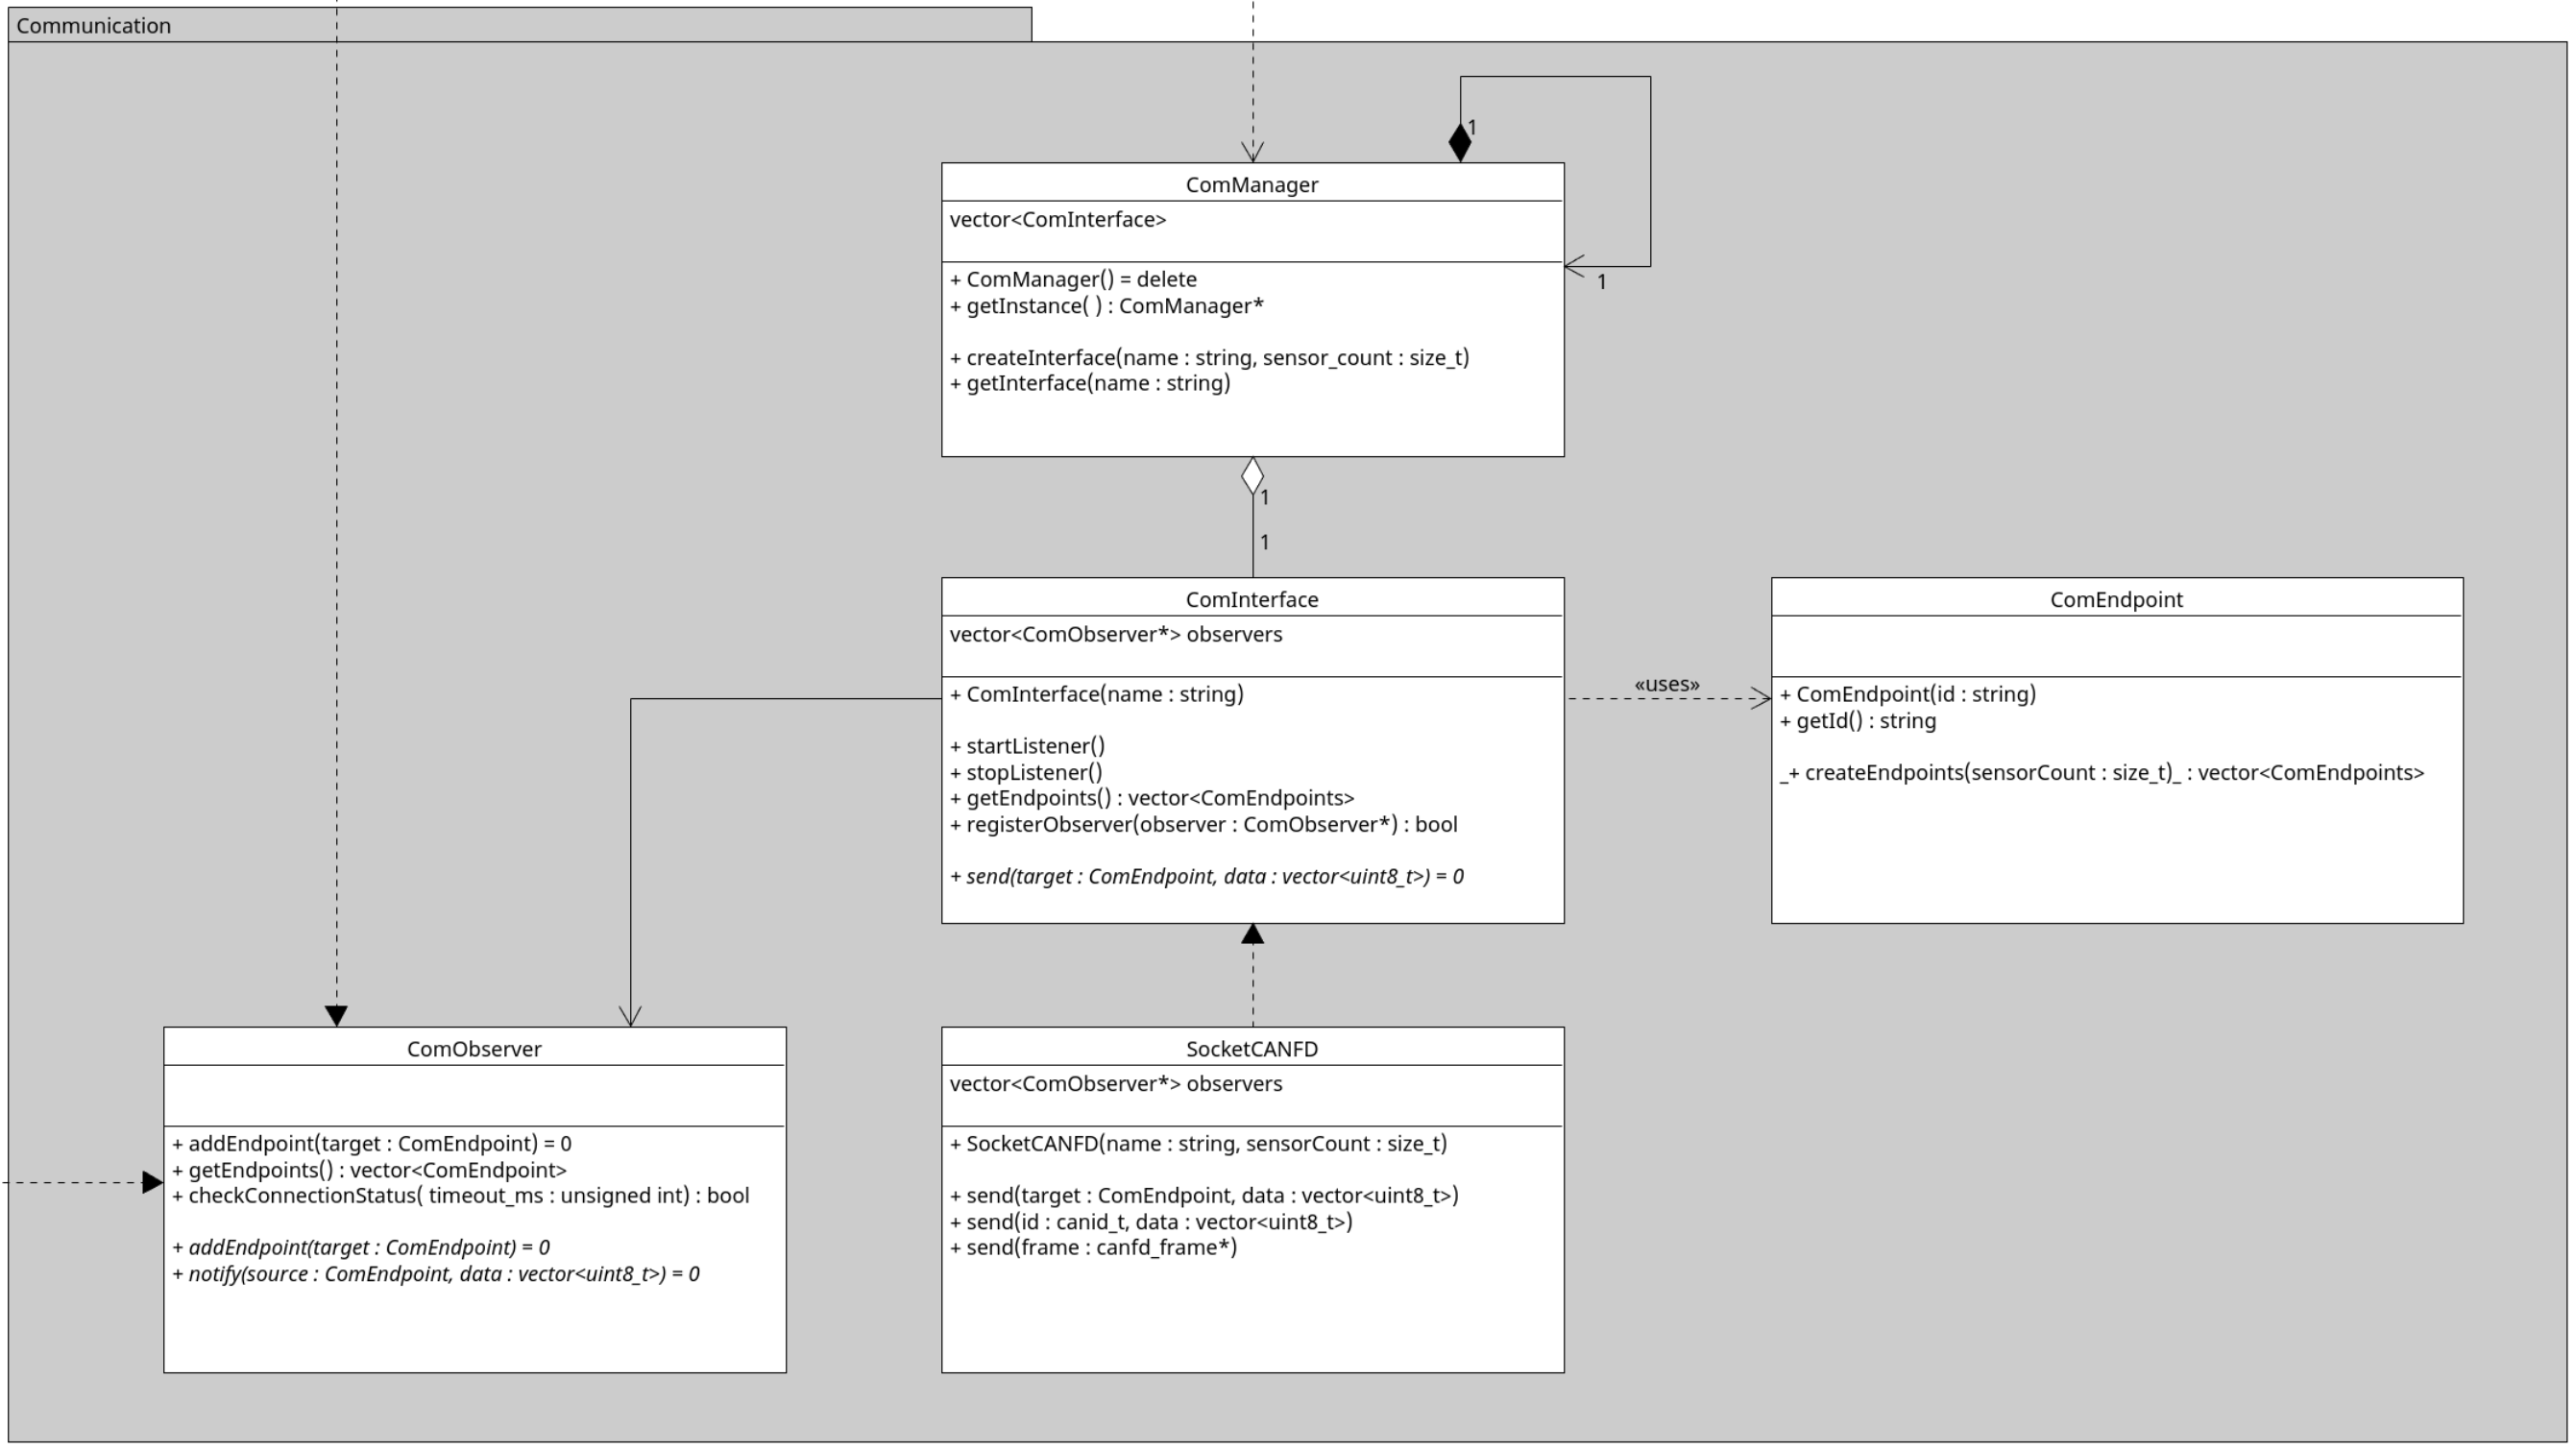 Communication
1
ComManager
vector<ComInterface>
+ ComManager() = delete
+ getInstance( ) : ComManager*
1
+ createInterface(name : string, sensor_count : size_t)
+ getInterface(name : string)
1
1
ComInterface
vector<ComObserver*> observers
+ ComInterface(name : string)
+ startListener()
+ stopListener()
+ getEndpoints() : vector<ComEndpoints>
+ registerObserver(observer : ComObserver*) : bool
+ send(target : ComEndpoint, data : vector<uint8_t>) = 0
«uses»
ComEndpoint
+ ComEndpoint(id : string)
+ getId() : string
_+ createEndpoints(sensorCount : size_t)_ : vector<ComEndpoints>
ComObserver
+ addEndpoint(target : ComEndpoint) = 0
+ getEndpoints() : vector<ComEndpoint>
+ checkConnectionStatus( timeout_ms : unsigned int) : bool
+ addEndpoint(target : ComEndpoint) = 0
+ notify(source : ComEndpoint, data : vector<uint8_t>) = 0
SocketCANFD
vector<ComObserver*> observers
+ SocketCANFD(name : string, sensorCount : size_t)
+ send(target : ComEndpoint, data : vector<uint8_t>)
+ send(id : canid_t, data : vector<uint8_t>)
+ send(frame : canfd_frame*)